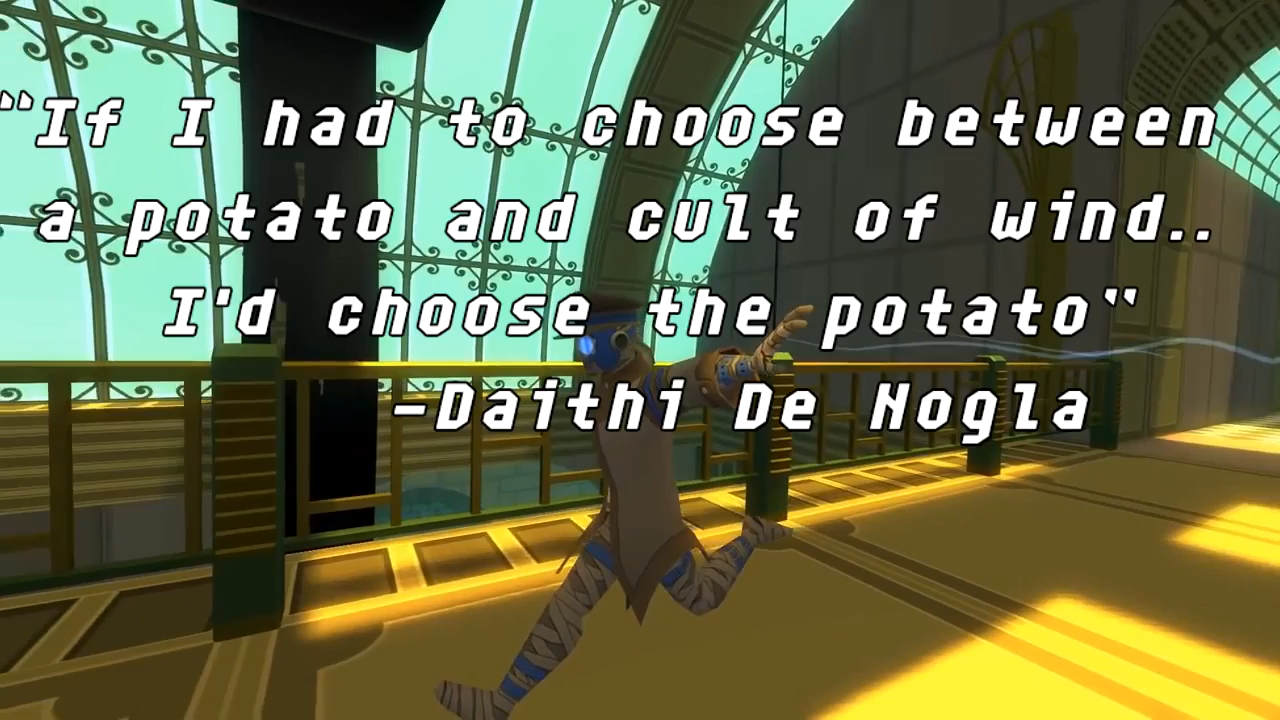 “If I had to choose between
a potato and cult of wind..
I'd choose the potato“
-Daithi De Nogla